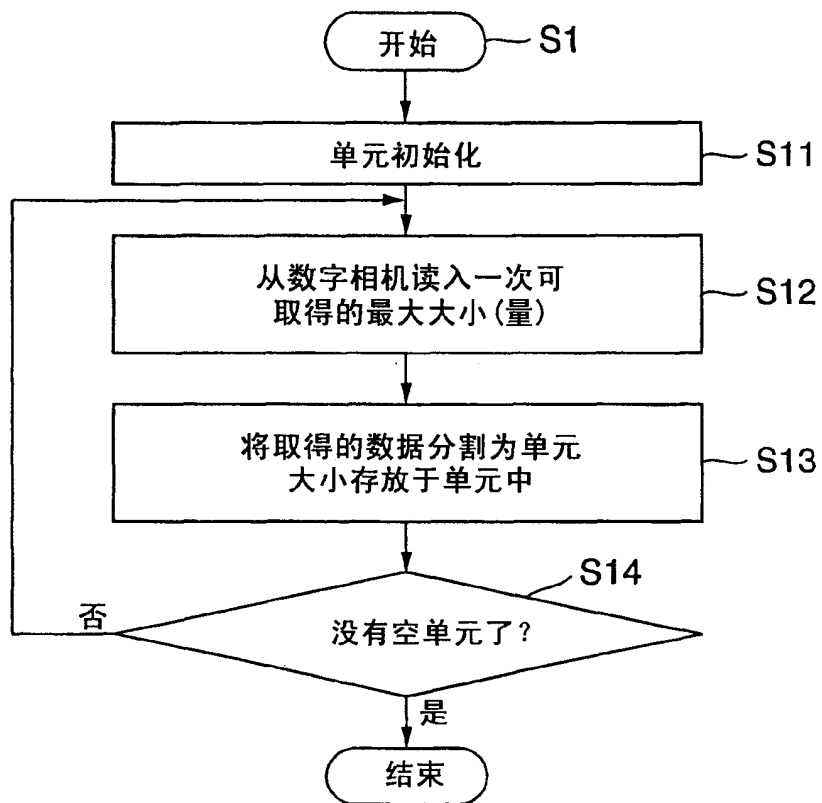 开始
S1
单元初始化
S11
从数字相机读入一次可
取得的最大大小(量)
S12
将取得的数据分割为单元
大小存放于单元中
S13
S14
没有空单元了?
否
是
结束